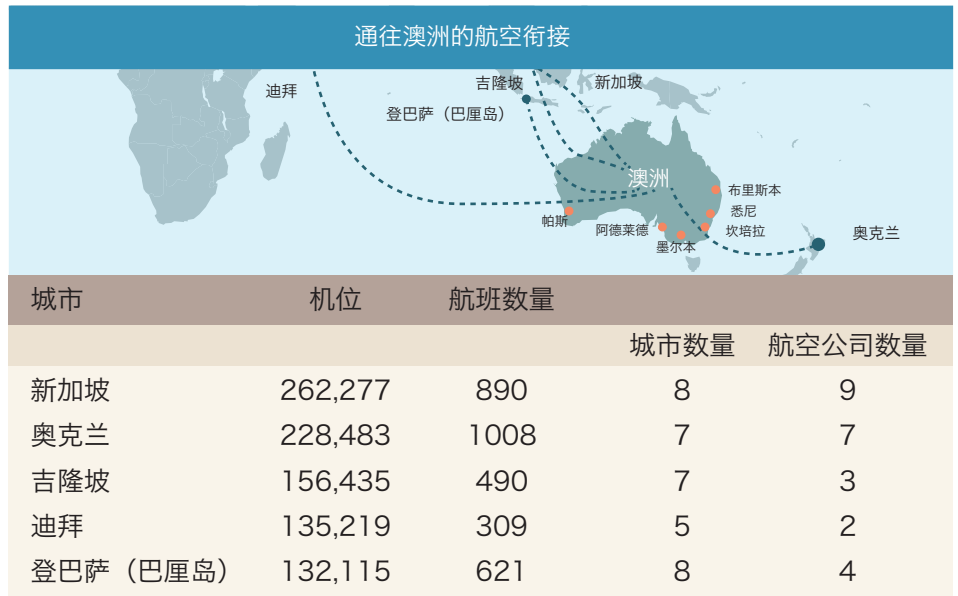 通往澳洲的航空衔接
迪拜
吉隆坡
新加坡
登巴萨（巴厘岛）
澳洲
布里斯本
悉尼
帕斯
阿德莱德
坎培拉
墨尔本
奥克兰
城市 机位 航班数量
城市数量 航空公司数量
新加坡 262,277 890 8 9
奥克兰 228,483 1008 7 7
吉隆坡 156,435 490 7 3
迪拜 135,219 309 5 2
登巴萨（巴厘岛） 132,115 621 8 4